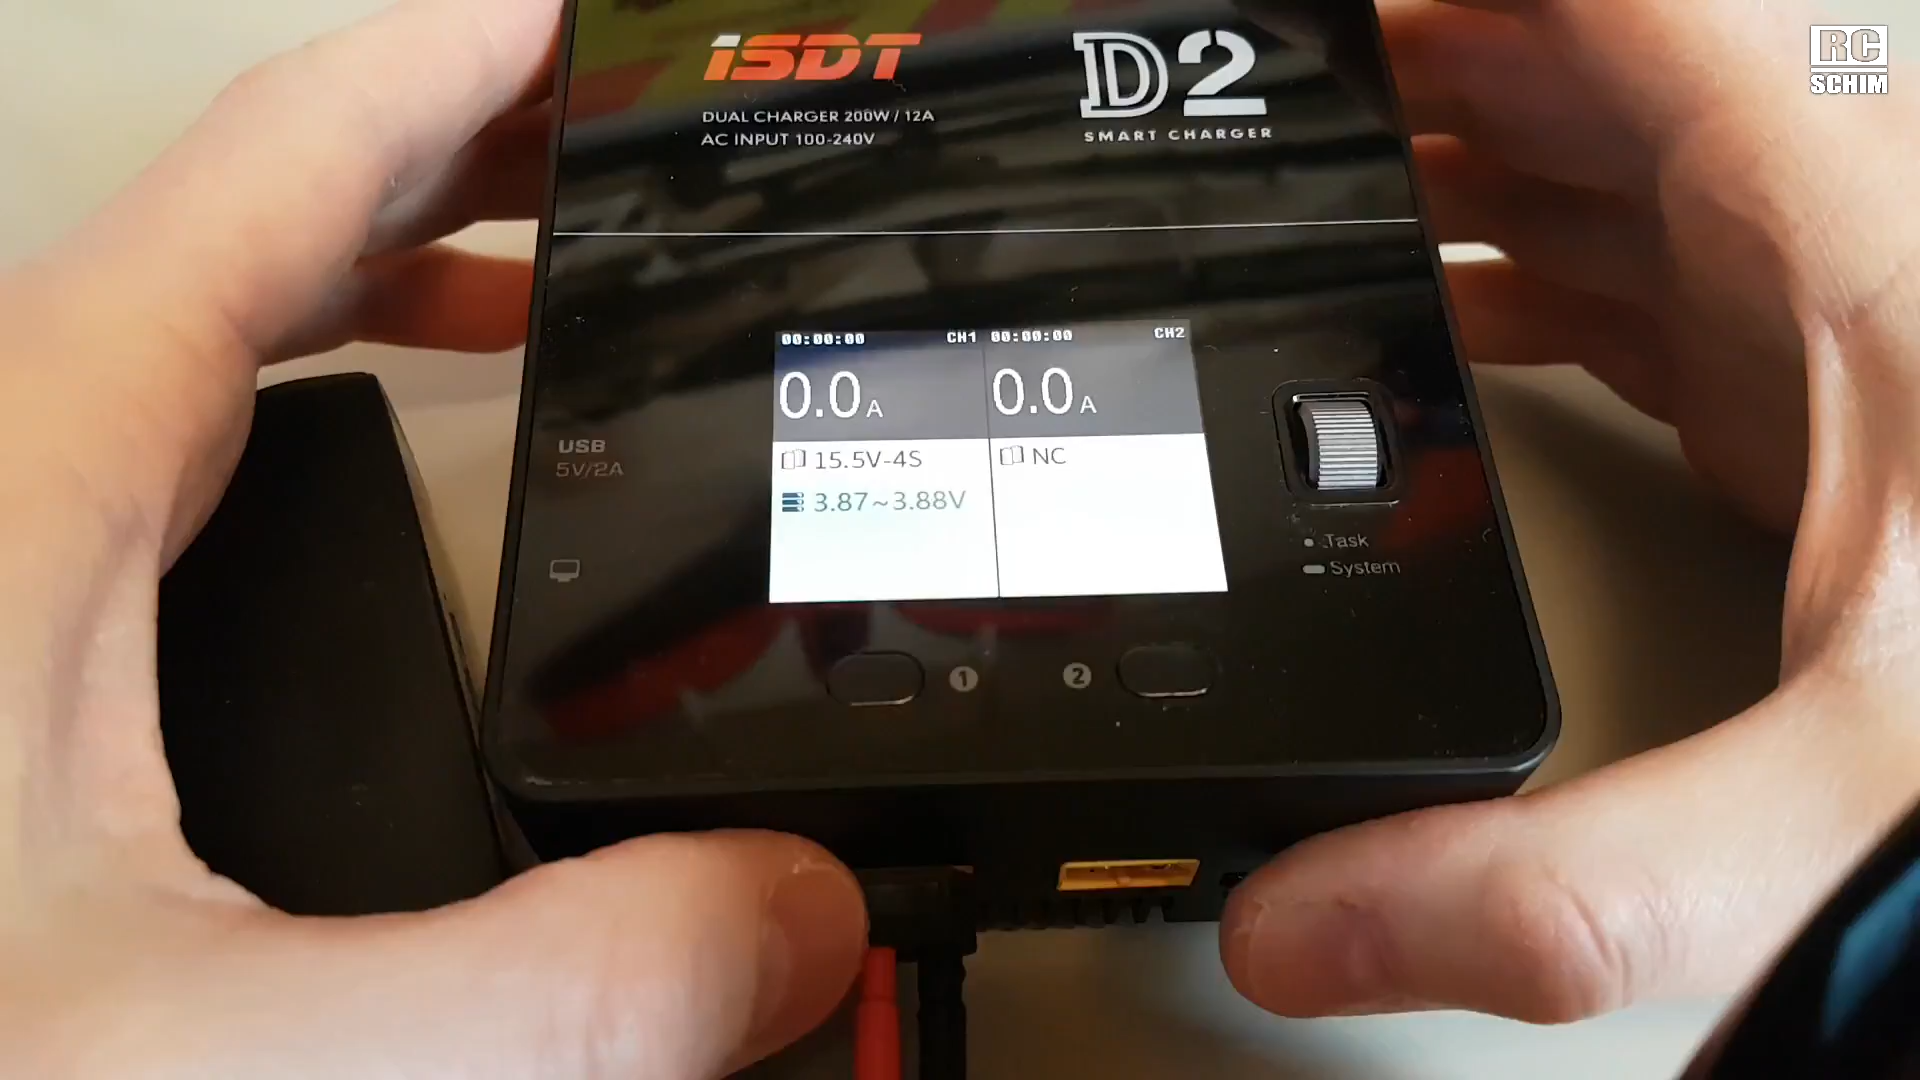 iSDT
DUAL CHARGER 200W / 12A
AC INPUT 100-240V
D2
SMART CHARGER
RC
SCHIM
00:00:00 CH1
0.0A
15.5V-4S
3.87~3.88V
00:00:00 CH2
0.0A
NC
USB
5V/2A
Task
System
1
2